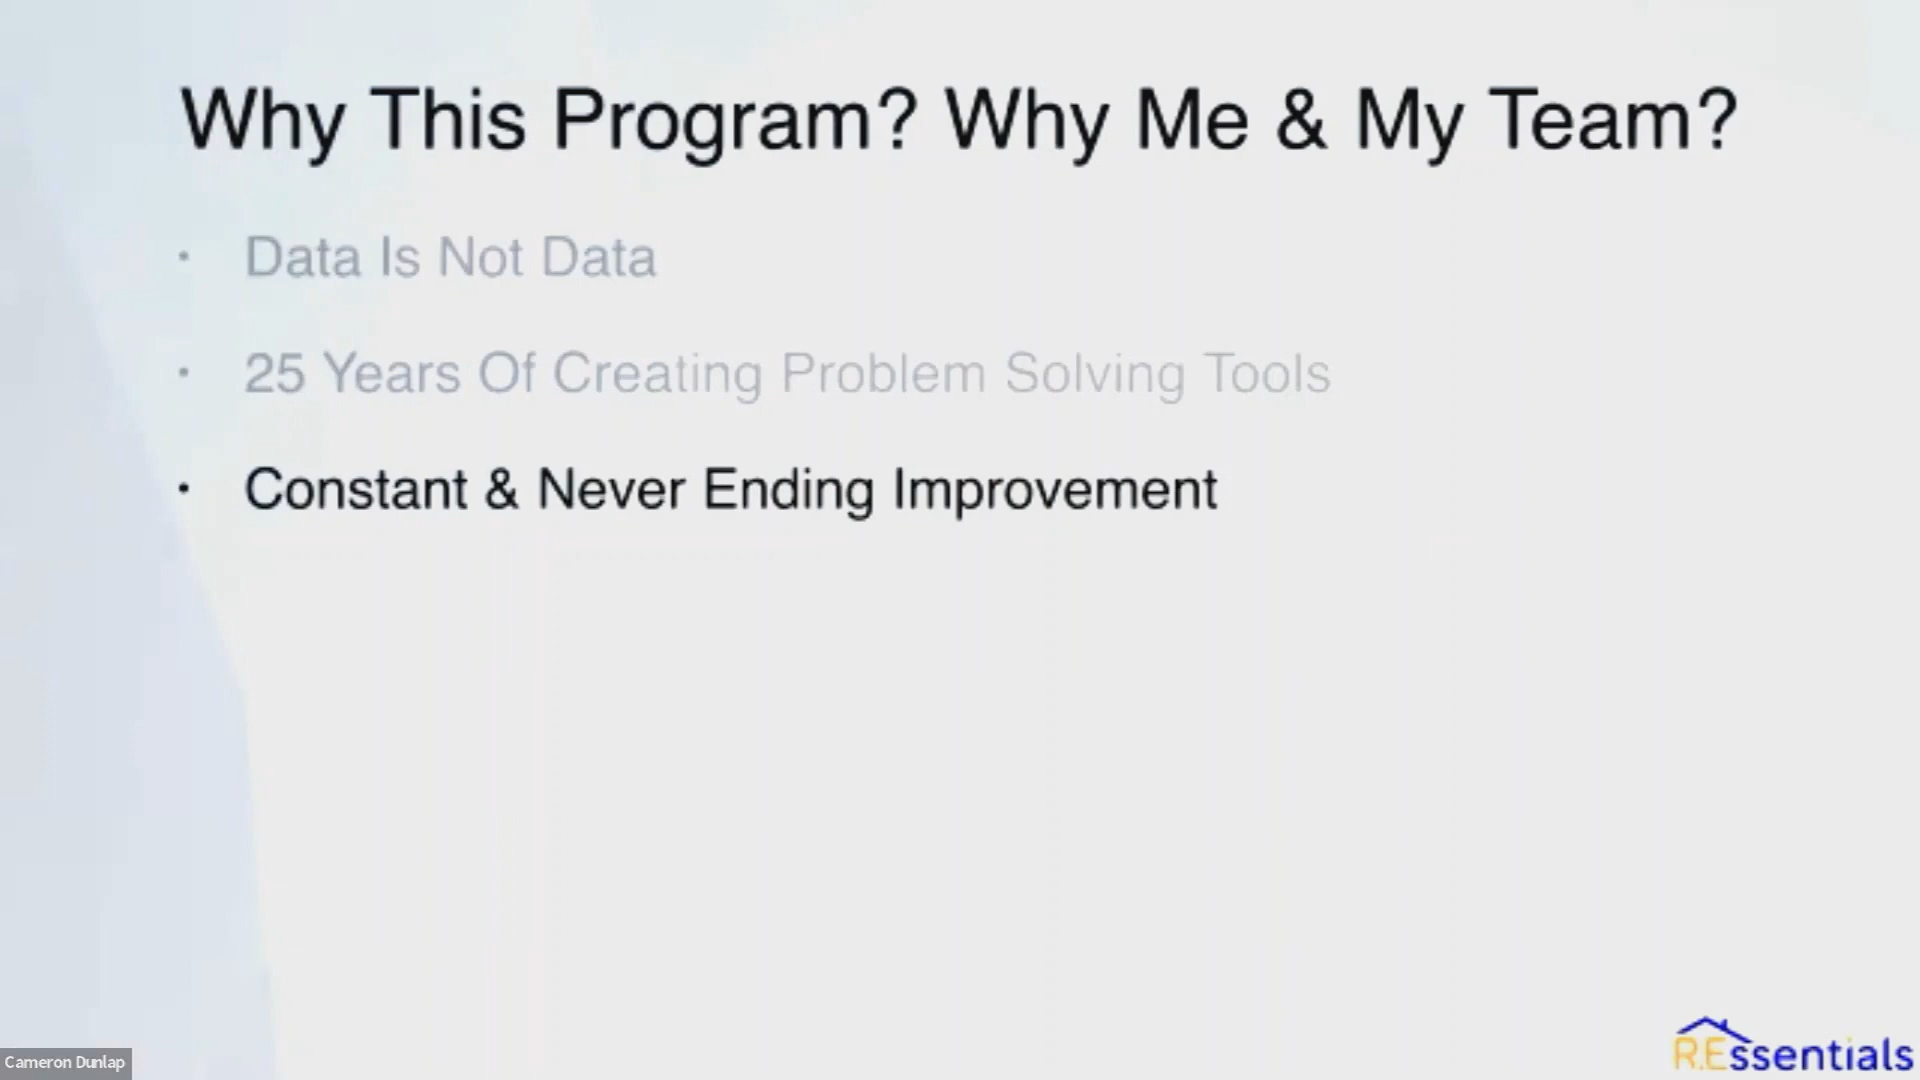 Why This Program? Why Me & My Team?
• Data Is Not Data
• 25 Years Of Creating Problem Solving Tools
• Constant & Never Ending Improvement
Cameron Dunlap
R.Essentials